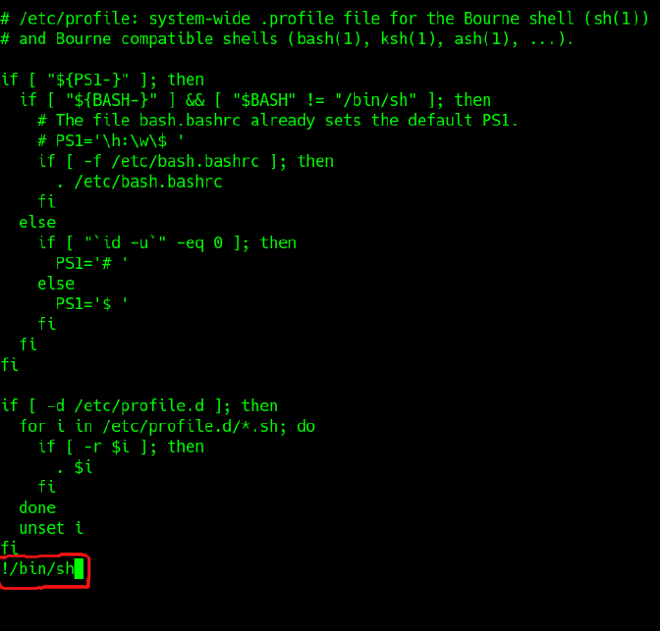 # /etc/profile: system-wide .profile file for the Bourne shell (sh(1))
# and Bourne compatible shells (bash(1), ksh(1), ash(1), ...).

if [ "${PS1-}" ]; then
  if [ "${BASH-}" ] && [ "$BASH" != "/bin/sh" ]; then
    # The file bash.bashrc already sets the default PS1.
    # PS1='\h:\w\$ '
    if [ -f /etc/bash.bashrc ]; then
      . /etc/bash.bashrc
    fi
  else
    if [ "`id -u`" -eq 0 ]; then
      PS1='# '
    else
      PS1='$ '
    fi
  fi
fi

if [ -d /etc/profile.d ]; then
  for i in /etc/profile.d/*.sh; do
    if [ -r $i ]; then
      . $i
    fi
  done
  unset i
fi
!/bin/sh